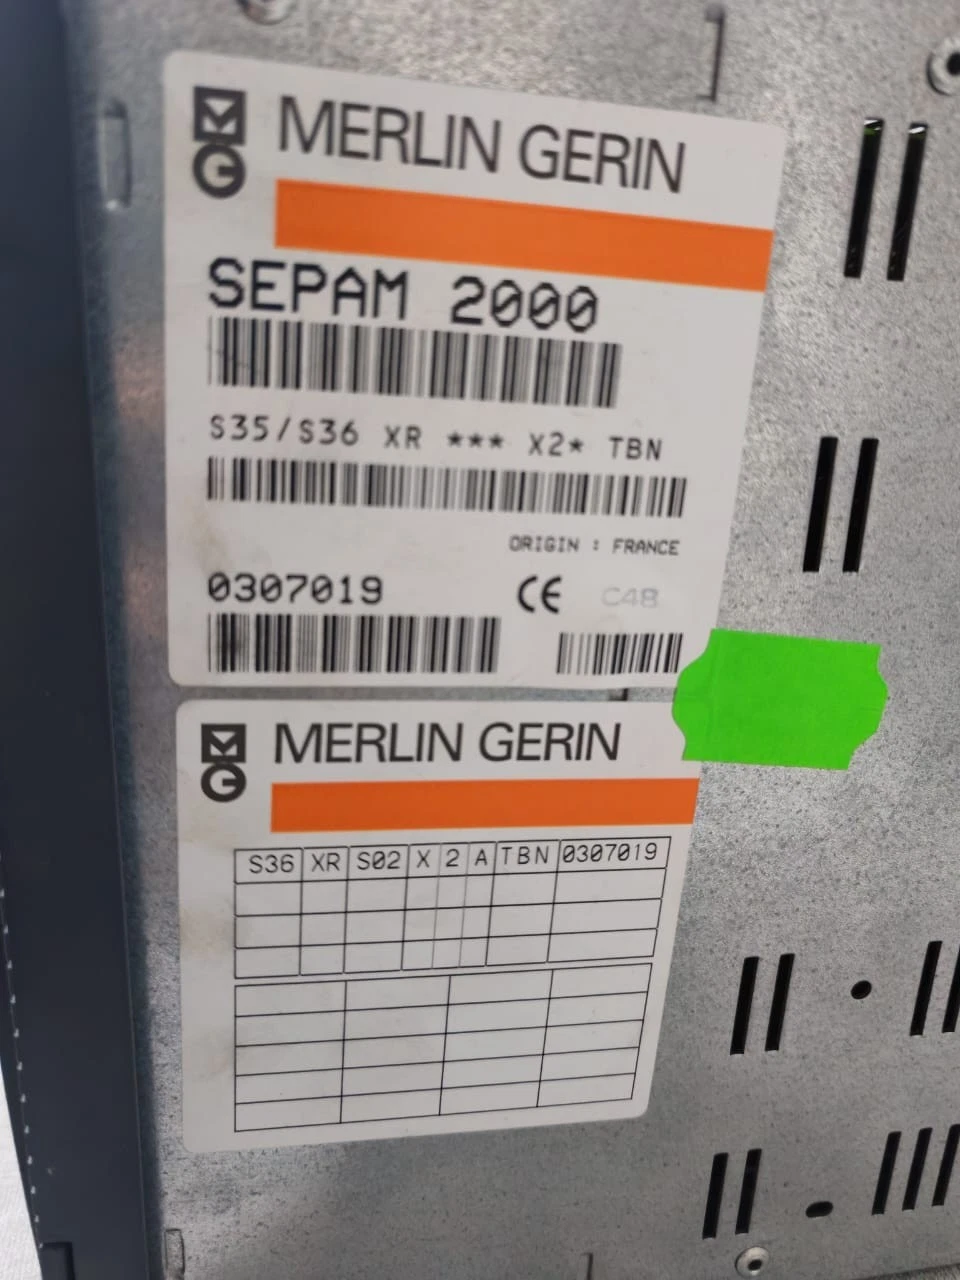 MERLIN GERIN
SEPAM 2000
S35/S36 XR *** X2* TBN
ORIGIN : FRANCE
0307019 CE C48
MERLIN GERIN
S36 XR S02 X 2 A TBN 0307019